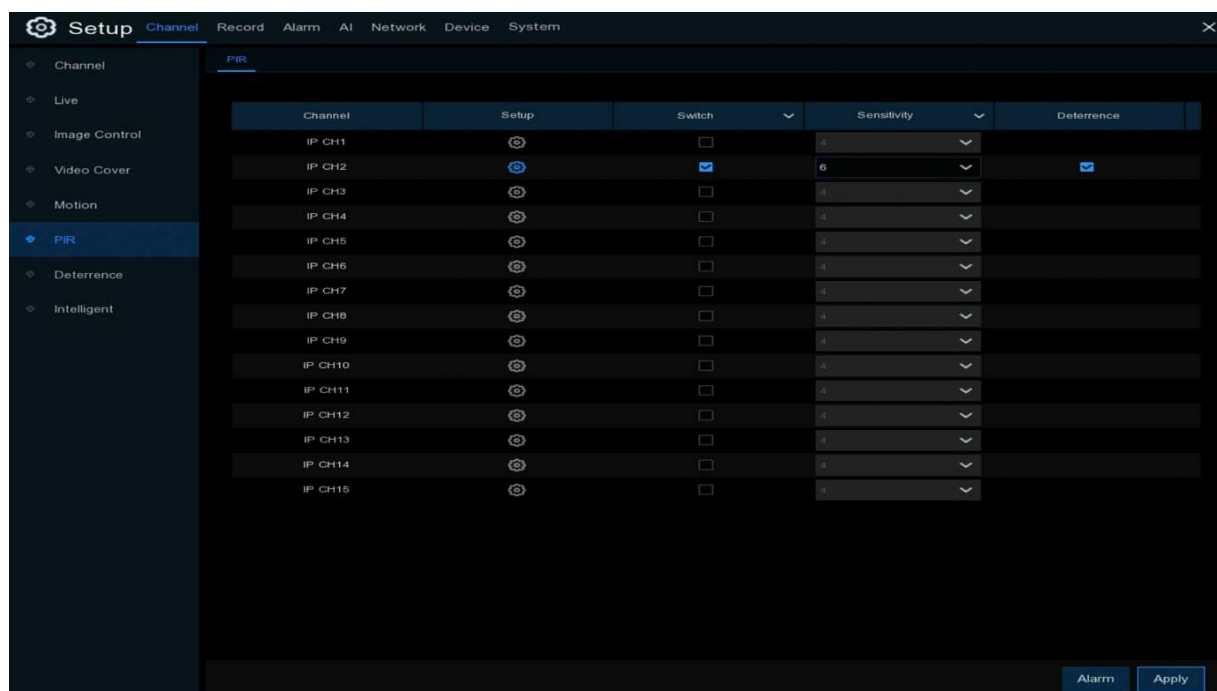 Setup Channel Record Alarm AI Network Device System
Channel
Live
Image Control
Video Cover
Motion
PIR
Deterrence
Intelligent
PIR
Channel Setup Switch Sensitivity Deterrence
IP CH1 4
IP CH2 6
IP CH3 4
IP CH4 4
IP CH5 4
IP CH6 4
IP CH7 4
IP CH8 4
IP CH9 4
IP CH10 4
IP CH11 4
IP CH12 4
IP CH13 4
IP CH14 4
IP CH15 4
Alarm Apply